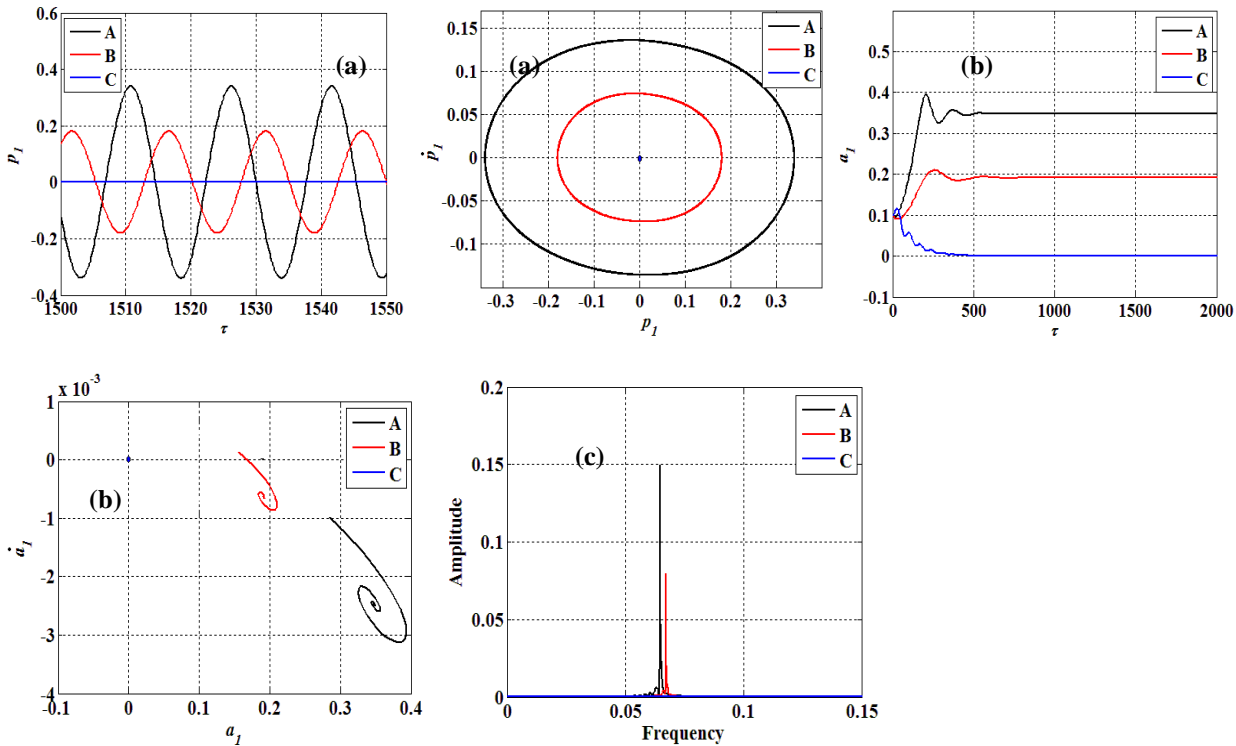 0.6
0.4
0.2
0
-0.2
-0.4
p1
1500 1510 1520 1530 1540 1550
τ
A
B
C
(a)
0.15
0.1
0.05
0
-0.05
-0.1
ṗ1
-0.3 -0.2 -0.1 0 0.1 0.2 0.3
p1
A
B
C
(a)
0.5
0.4
0.3
0.2
0.1
0
-0.1
a1
0 500 1000 1500 2000
τ
A
B
C
(b)
x 10-3
1
0
-1
-2
-3
-4
ȧ1
-0.1 0 0.1 0.2 0.3 0.4
a1
A
B
C
(b)
0.2
0.15
0.1
0.05
0
Amplitude
0 0.05 0.1 0.15
Frequency
A
B
C
(c)